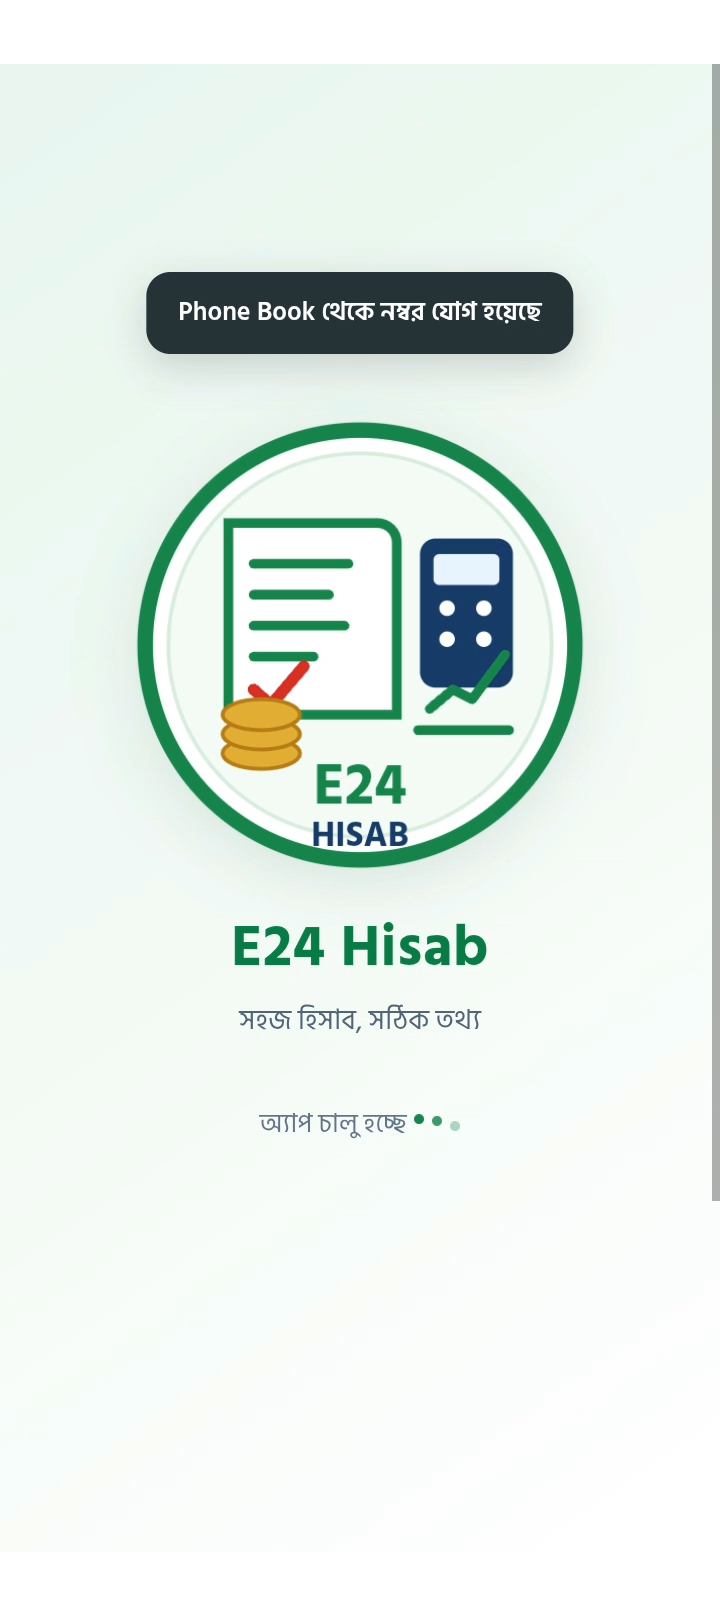 Phone Book থেকে নম্বর যোগ হয়েছে
E24
HISAB
E24 Hisab
সহজ হিসাব, সঠিক তথ্য
অ্যাপ চালু হচ্ছে